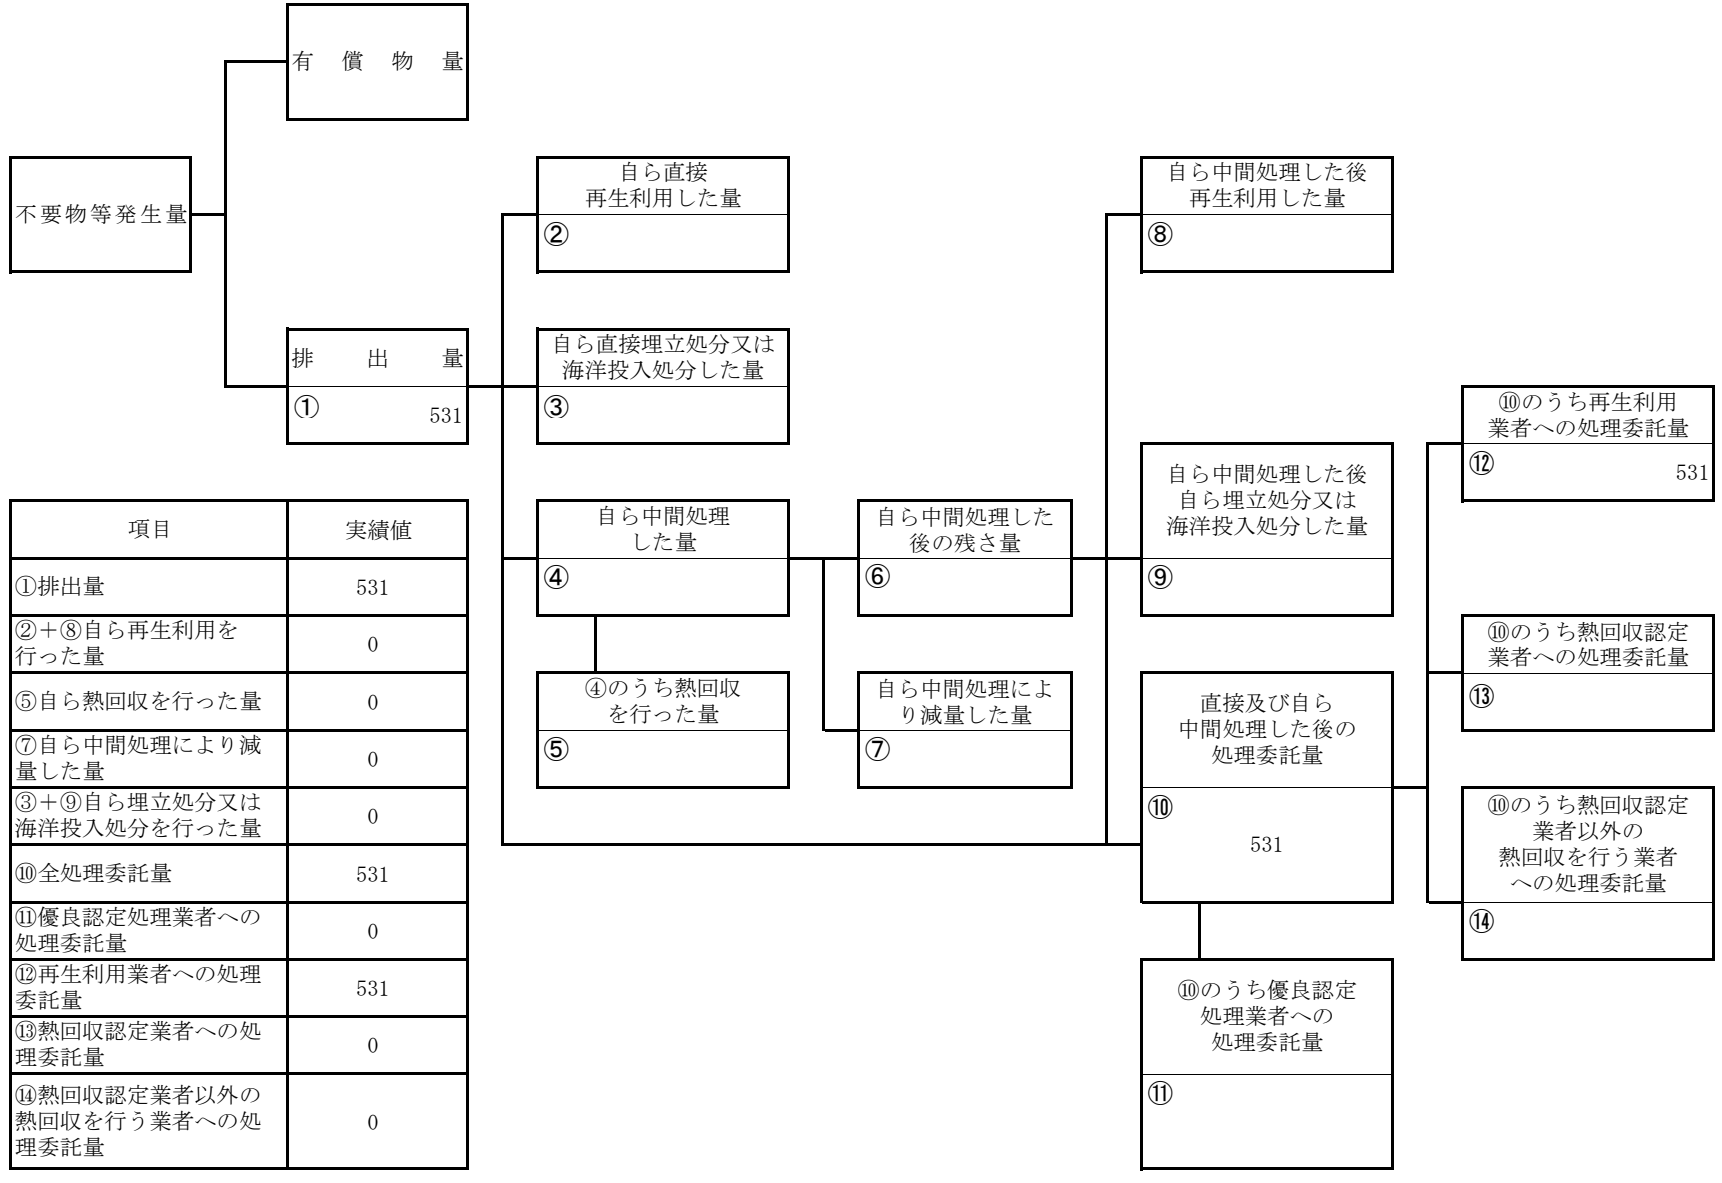 有償物量
不要物等発生量
排出量
①
531
自ら直接
再生利用した量
②
自ら直接埋立処分又は
海洋投入処分した量
③
自ら中間処理
した量
④
④のうち熱回収
を行った量
⑤
自ら中間処理した
後の残さ量
⑥
自ら中間処理によ
り減量した量
⑦
自ら中間処理した後
再生利用した量
⑧
自ら中間処理した後
自ら埋立処分又は
海洋投入処分した量
⑨
直接及び自ら
中間処理した後の
処理委託量
⑩
531
⑩のうち優良認定
処理業者への
処理委託量
⑪
⑩のうち再生利用
業者への処理委託量
⑫
531
⑩のうち熱回収認定
業者への処理委託量
⑬
⑩のうち熱回収認定
業者以外の
熱回収を行う業者
への処理委託量
⑭
項目 実績値
①排出量 531
②+⑧自ら再生利用を
行った量 0
⑤自ら熱回収を行った量 0
⑦自ら中間処理により減
量した量 0
③+⑨自ら埋立処分又は
海洋投入処分を行った量 0
⑩全処理委託量 531
⑪優良認定処理業者への
処理委託量 0
⑫再生利用業者への処理
委託量 531
⑬熱回収認定業者への処
理委託量 0
⑭熱回収認定業者以外の
熱回収を行う業者への処
理委託量 0